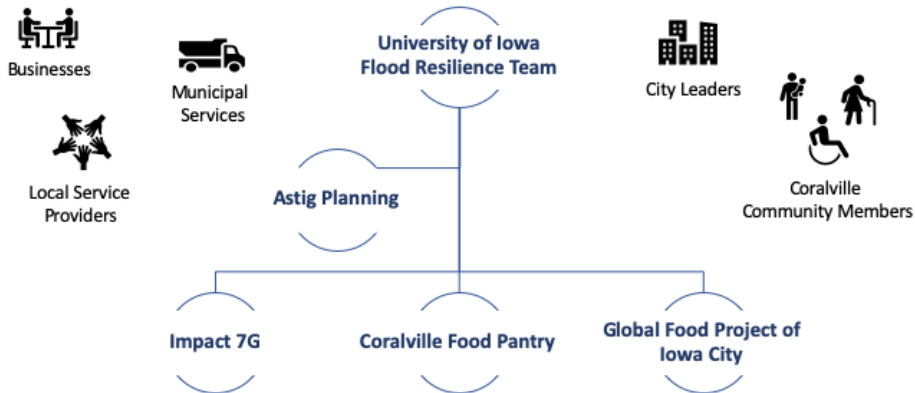 Businesses
Municipal
Services
Local Service
Providers
University of Iowa
Flood Resilience Team
City Leaders
Coralville
Community Members
Astig Planning
Impact 7G
Coralville Food Pantry
Global Food Project of
Iowa City